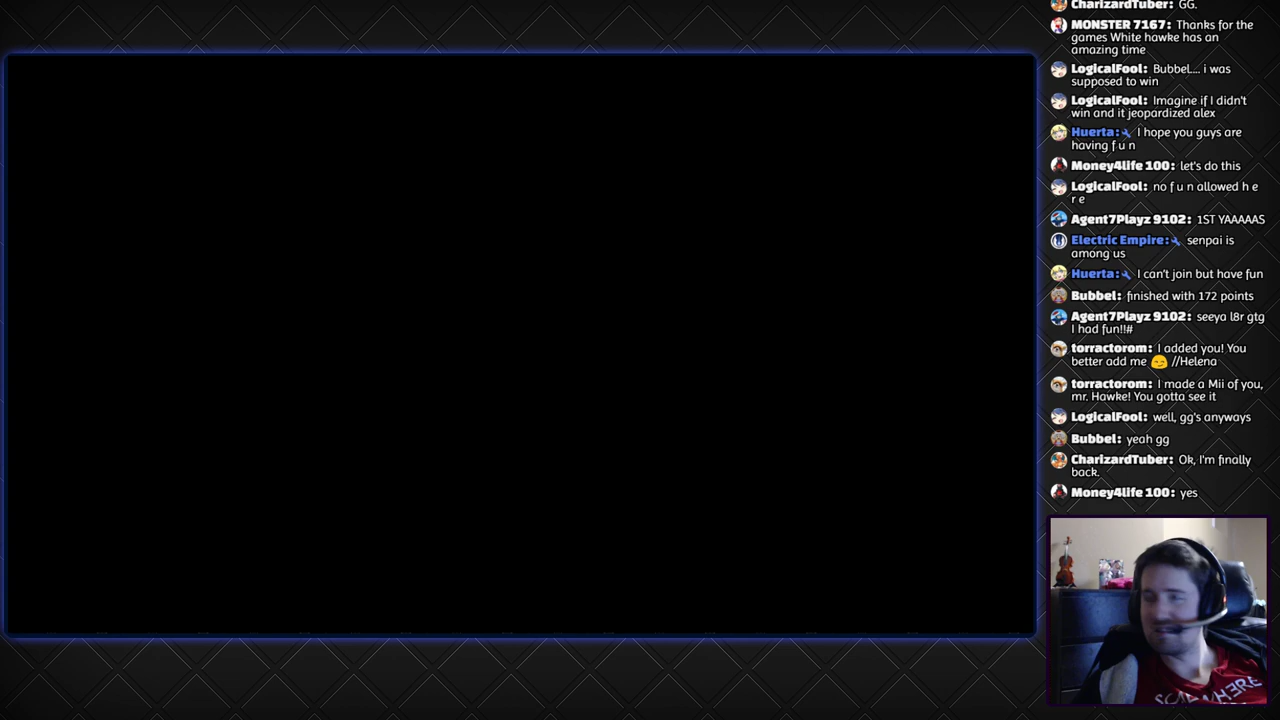 CharizardTuber: GG.
MONSTER 7167: Thanks for the
games White hawke has an
amazing time
LogicalFool: Bubbel.... i was
supposed to win
LogicalFool: Imagine if I didn't
win and it jeopardized alex
Huerta: I hope you guys are
having f u n
Money4life 100: let's do this
LogicalFool: no f u n allowed h e
r e
Agent7Playz 9102: 1ST YAAAAAS
Electric Empire: senpai is
among us
Huerta: I can't join but have fun
Bubbel: finished with 172 points
Agent7Playz 9102: seeya l8r gtg
I had fun!!#
torractorom: I added you! You
better add me 😊 //Helena
torractorom: I made a Mii of you,
mr. Hawke! You gotta see it
LogicalFool: well, gg's anyways
Bubbel: yeah gg
CharizardTuber: Ok, I'm finally
back.
Money4life 100: yes